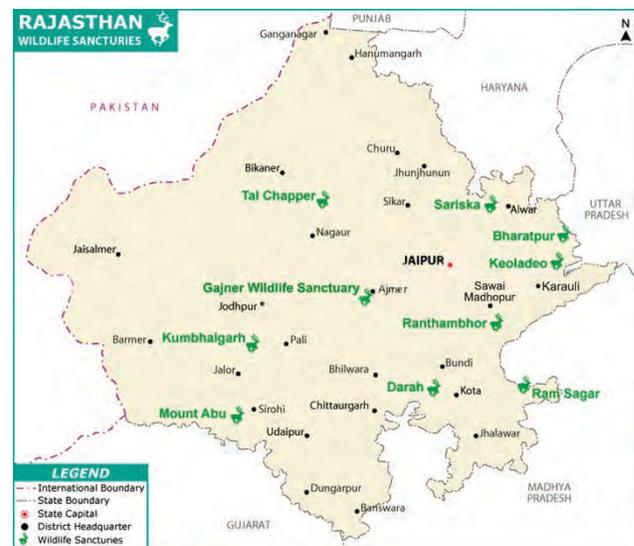 RAJASTHAN
WILDLIFE SANCTURIES
PUNJAB
N
Ganganagar
Hanumangarh
HARYANA
PAKISTAN
Churu
Jhunjhunun
Bikaner
Tal Chapper
Sikar
Sariska
Alwar
UTTAR
PRADESH
Nagaur
Bharatpur
Jaisalmer
JAIPUR
Keoladeo
Gajner Wildlife Sanctuary
Ajmer
Sawai
Madhopur
Karauli
Jodhpur
Ranthambhor
Barmer
Kumbhalgarh
Pali
Jalor
Bhilwara
Bundi
Darah
Kota
Ram Sagar
Mount Abu
Sirohi
Chittaurgarh
Udaipur
Jhalawar
LEGEND
International Boundary
State Boundary
State Capital
District Headquarter
Wildlife Sancturies
Dungarpur
Banswara
GUJARAT
MADHYA
PRADESH